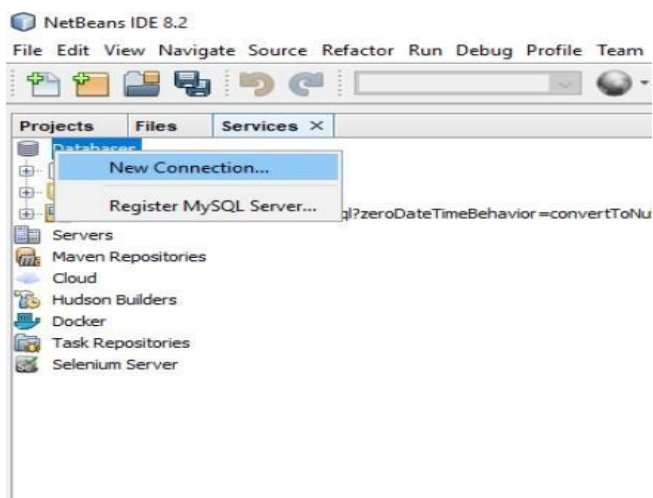 NetBeans IDE 8.2
File Edit View Navigate Source Refactor Run Debug Profile Team
Projects Files Services ×
Databases
New Connection...
Register MySQL Server...
ql?zeroDateTimeBehavior=convertToNu
Servers
Maven Repositories
Cloud
Hudson Builders
Docker
Task Repositories
Selenium Server